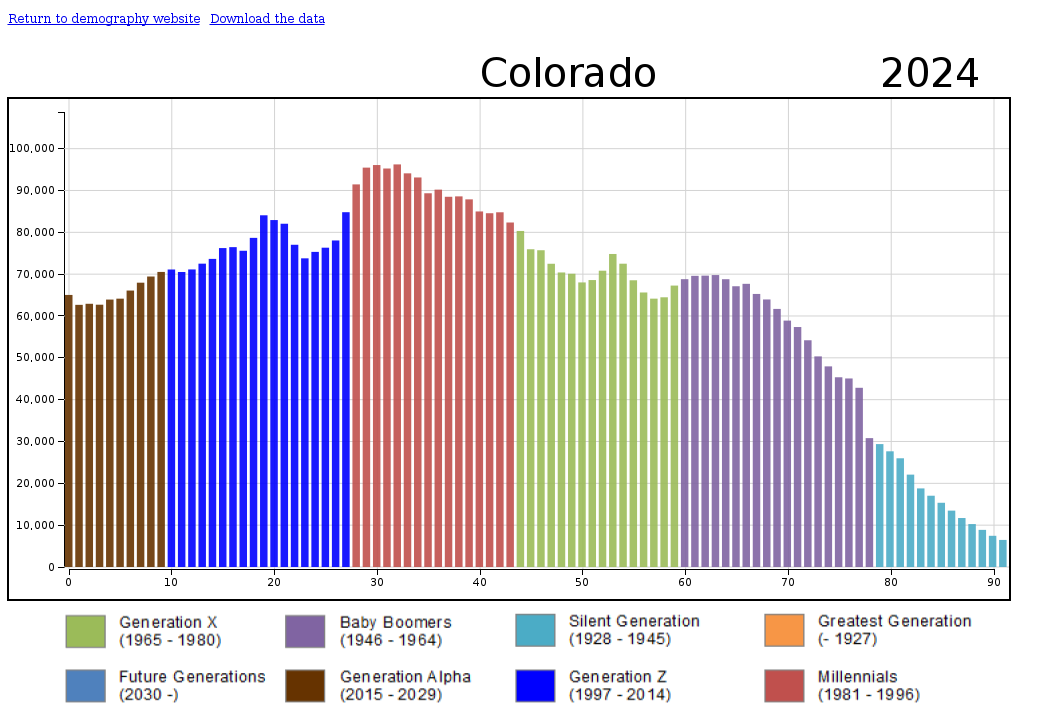 Return to demography website Download the data
Colorado 2024
100,000
90,000
80,000
70,000
60,000
50,000
40,000
30,000
20,000
10,000
0
0 10 20 30 40 50 60 70 80 90
Generation X Baby Boomers Silent Generation Greatest Generation
(1965 - 1980) (1946 - 1964) (1928 - 1945) (- 1927)
Future Generations Generation Alpha Generation Z Millennials
(2030 -) (2015 - 2029) (1997 - 2014) (1981 - 1996)